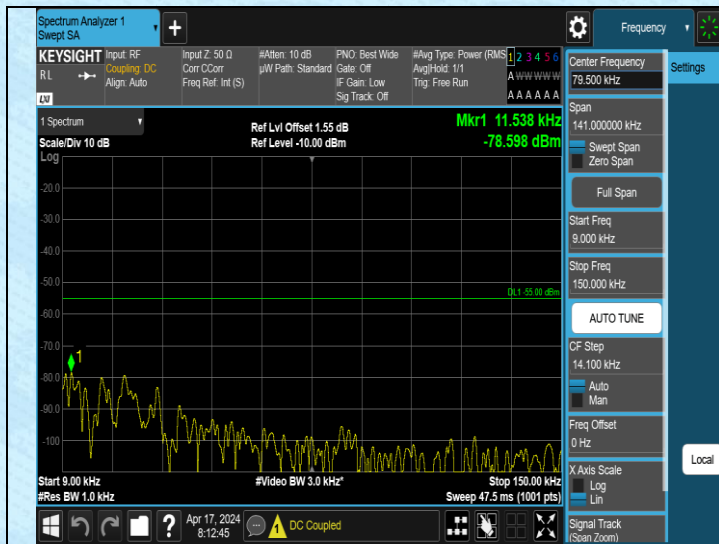 Spectrum Analyzer 1
Swept SA
Frequency
KEYSIGHT
RL
LXI
Input: RF
Coupling: DC
Align: Auto
Input Z: 50 Ω
Corr CCorr
Freq Ref: Int (S)
#Atten: 10 dB
µW Path: Standard
PNO: Best Wide
Gate: Off
IF Gain: Low
Sig Track: Off
#Avg Type: Power (RMS
Avg|Hold: 1/1
Trig: Free Run
1 2 3 4 5 6
A W W W W W
A A A A A A
1 Spectrum
Scale/Div 10 dB
Log
Ref Lvl Offset 1.55 dB
Ref Level -10.00 dBm
Mkr1 11.538 kHz
-78.598 dBm
-20.0
-30.0
-40.0
-50.0
-60.0
-70.0
-80.0
-90.0
-100
DL1 -55.00 dBm
1
Start 9.00 kHz
#Res BW 1.0 kHz
#Video BW 3.0 kHz*
Stop 150.00 kHz
Sweep 47.5 ms (1001 pts)
?
Apr 17, 2024
8:12:45
DC Coupled
Center Frequency
79.500 kHz
Span
141.000000 kHz
Swept Span
Zero Span
Full Span
Start Freq
9.000 kHz
Stop Freq
150.000 kHz
AUTO TUNE
CF Step
14.100 kHz
Auto
Man
Freq Offset
0 Hz
X Axis Scale
Log
Lin
Signal Track
(Span Zoom)
Settings
Local